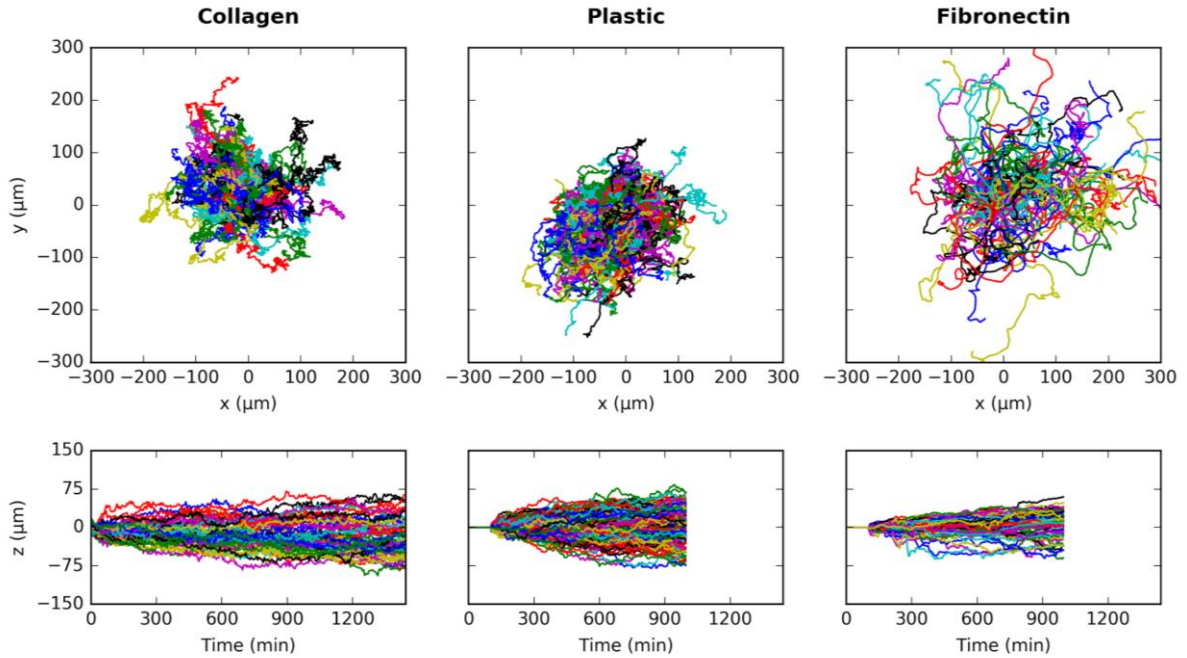 Collagen Plastic Fibronectin
300
200
100
0
−100
−200
−300
y (µm)
−300 −200 −100 0 100 200 300
−300 −200 −100 0 100 200 300
−300 −200 −100 0 100 200 300
x (µm) x (µm) x (µm)
150
75
0
−75
−150
z (µm)
0 300 600 900 1200
0 300 600 900 1200
0 300 600 900 1200
Time (min) Time (min) Time (min)